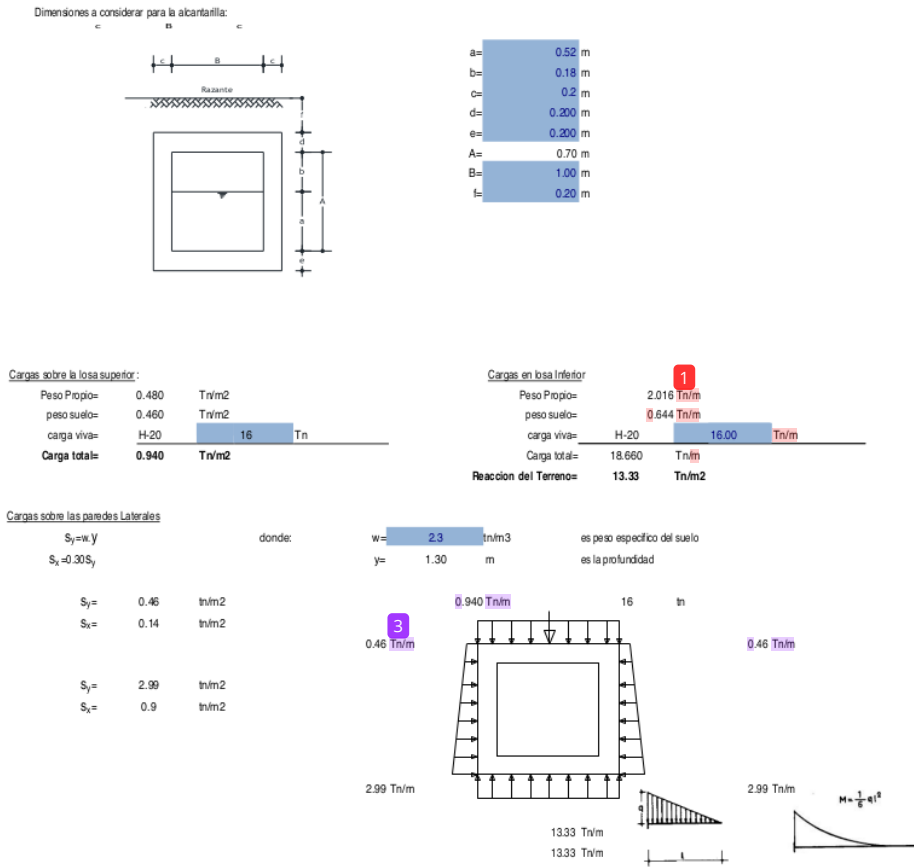 Dimensiones a considerar para la alcantarilla:
c B c
c B c
Razante
f
d
b
A
a
e
a= 0.52 m
b= 0.18 m
c= 0.2 m
d= 0.200 m
e= 0.200 m
A= 0.70 m
B= 1.00 m
f= 0.20 m
Cargas sobre la losa superior:
Peso Propio= 0.480 Tn/m2
peso suelo= 0.460 Tn/m2
carga viva= H-20 16 Tn
Carga total= 0.940 Tn/m2
Cargas en losa Inferior
1
Peso Propio= 2.016 Tn/m
peso suelo= 0.644 Tn/m
carga viva= H-20 16.00 Tn/m
Carga total= 18.660 Tn/m
Reaccion del Terreno= 13.33 Tn/m2
Cargas sobre las paredes Laterales
Sy=w.y donde: w= 2.3 tn/m3 es peso especifico del suelo
Sx =0.30Sy y= 1.30 m es la profundidad
Sy= 0.46 tn/m2 0.940 Tn/m 16 tn
Sx= 0.14 tn/m2 3
0.46 Tn/m 0.46 Tn/m
Sy= 2.99 tn/m2
Sx= 0.9 tn/m2
2.99 Tn/m 2.99 Tn/m
M= 1/6 ql²
l
13.33 Tn/m
13.33 Tn/m